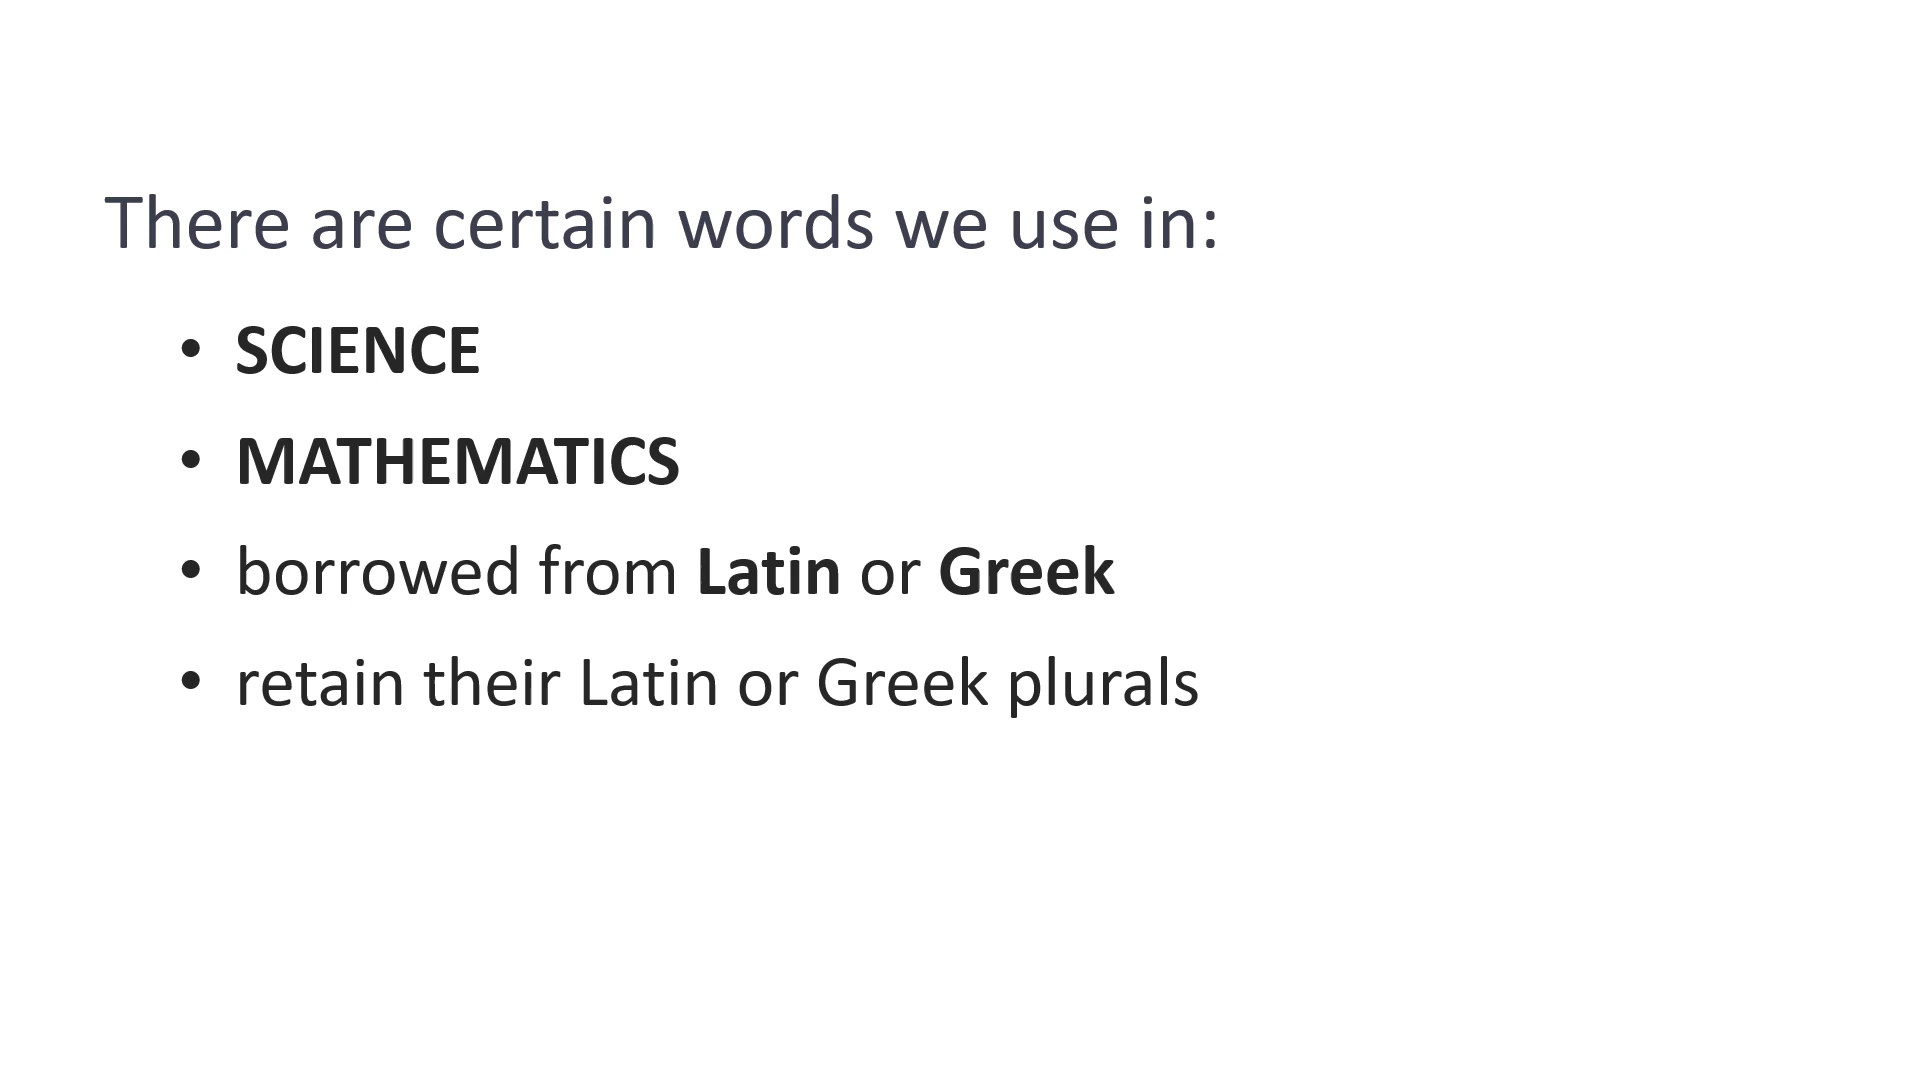 There are certain words we use in:
• SCIENCE
• MATHEMATICS
• borrowed from Latin or Greek
• retain their Latin or Greek plurals